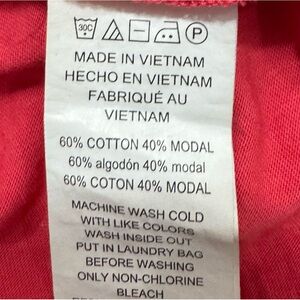 30C P
MADE IN VIETNAM
HECHO EN VIETNAM
FABRIQUÉ AU
VIETNAM
60% COTTON 40% MODAL
60% algodón 40% modal
60% COTON 40% MODAL
MACHINE WASH COLD
WITH LIKE COLORS
WASH INSIDE OUT
PUT IN LAUNDRY BAG
BEFORE WASHING
ONLY NON-CHLORINE
BLEACH